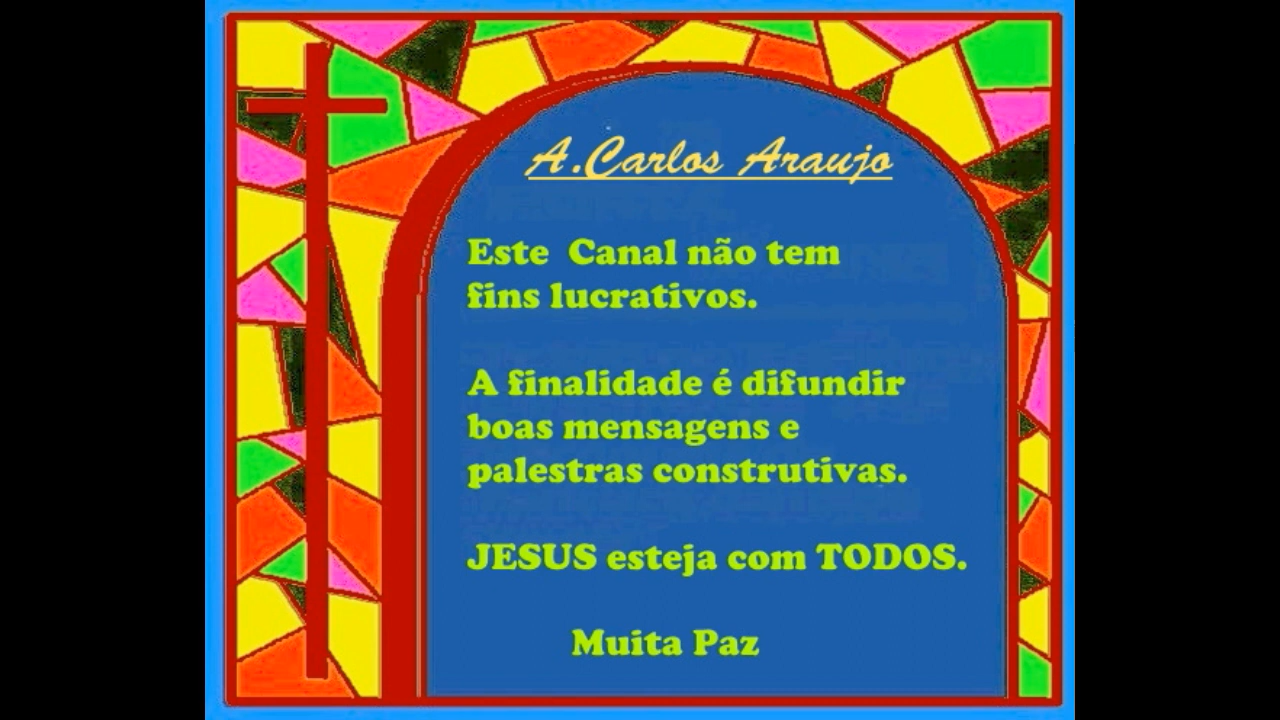 A.Carlos Araujo
Este Canal não tem
fins lucrativos.
A finalidade é difundir
boas mensagens e
palestras construtivas.
JESUS esteja com TODOS.
Muita Paz